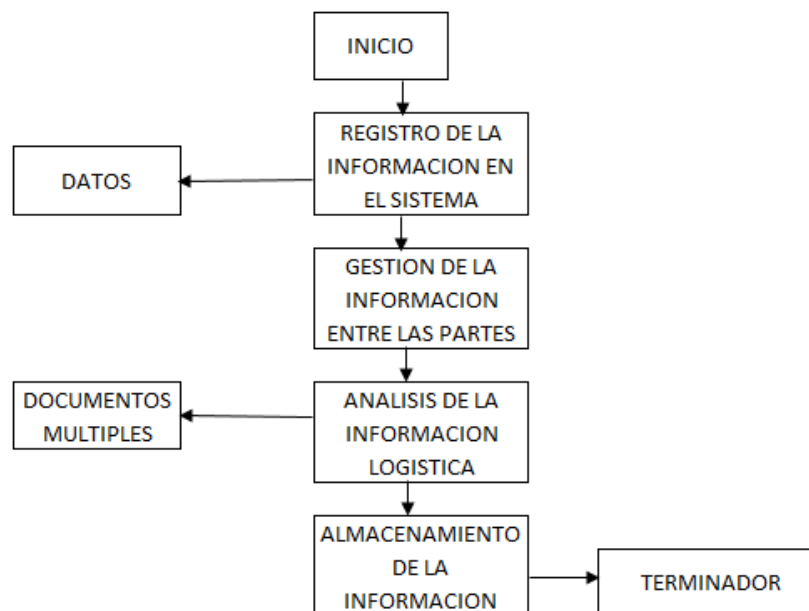 INICIO
REGISTRO DE LA
INFORMACION EN
EL SISTEMA
DATOS
GESTION DE LA
INFORMACION
ENTRE LAS PARTES
DOCUMENTOS
MULTIPLES
ANALISIS DE LA
INFORMACION
LOGISTICA
ALMACENAMIENTO
DE LA
INFORMACION
TERMINADOR